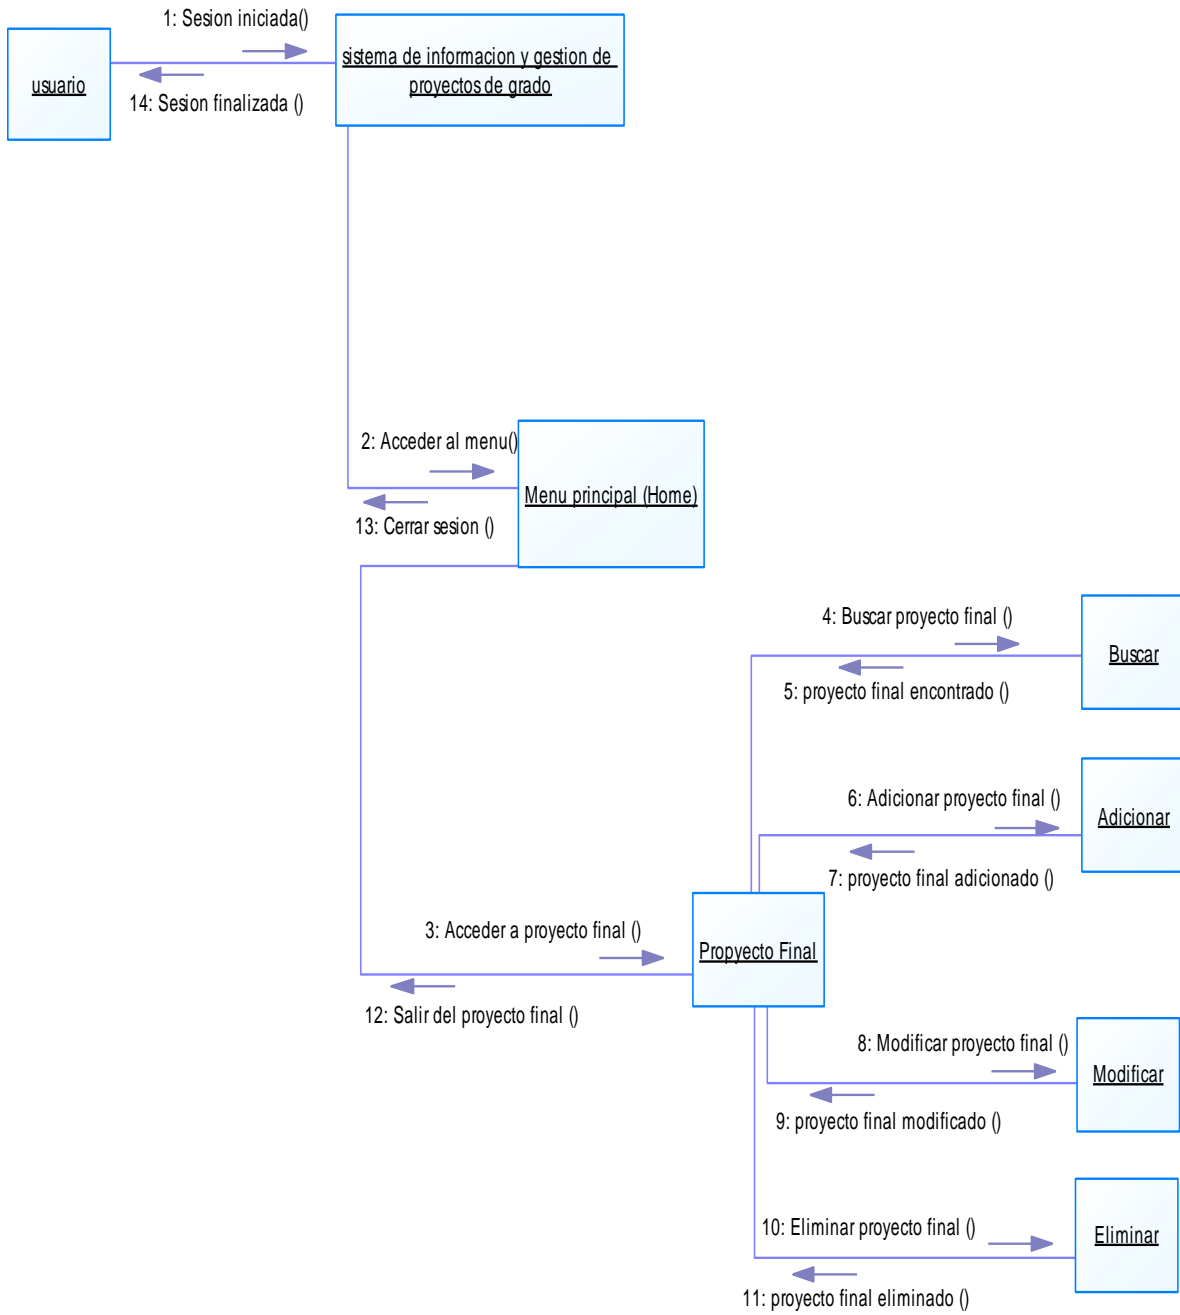 1: Sesion iniciada()
usuario
sistema de informacion y gestion de
proyectos de grado
14: Sesion finalizada ()
2: Acceder al menu()
Menu principal (Home)
13: Cerrar sesion ()
4: Buscar proyecto final ()
Buscar
5: proyecto final encontrado ()
6: Adicionar proyecto final ()
Adicionar
7: proyecto final adicionado ()
3: Acceder a proyecto final ()
Propyecto Final
12: Salir del proyecto final ()
8: Modificar proyecto final ()
Modificar
9: proyecto final modificado ()
10: Eliminar proyecto final ()
Eliminar
11: proyecto final eliminado ()